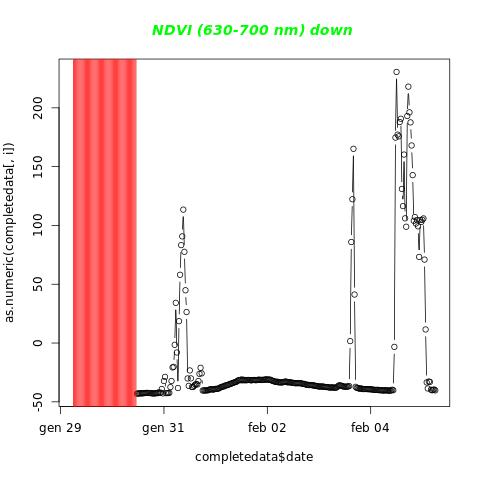 NDVI (630-700 nm) down
as.numeric(completedata[, i])
200
150
100
50
0
-50
gen 29
gen 31
feb 02
feb 04
completedata$date